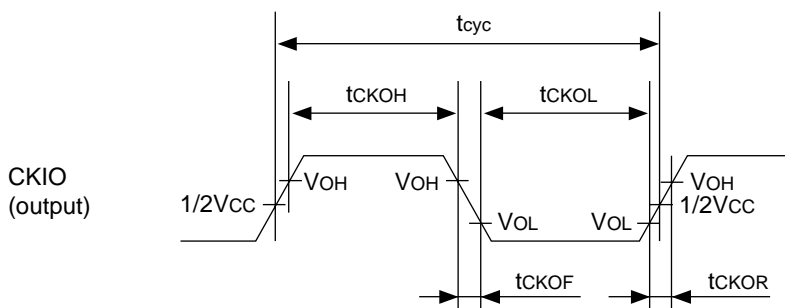 tcyc
tCKOH tCKOL
CKIO
(output)
VOH VOH VOH
1/2VCC 1/2VCC
VOL VOL
tCKOF tCKOR